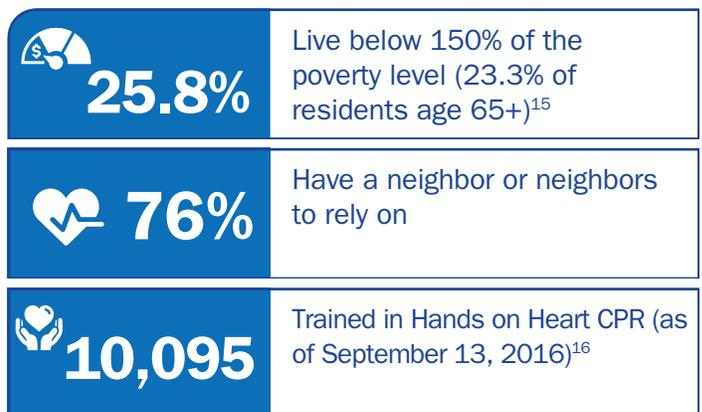 $
25.8%
Live below 150% of the
poverty level (23.3% of
residents age 65+)15
76%
Have a neighbor or neighbors
to rely on
10,095
Trained in Hands on Heart CPR (as
of September 13, 2016)16